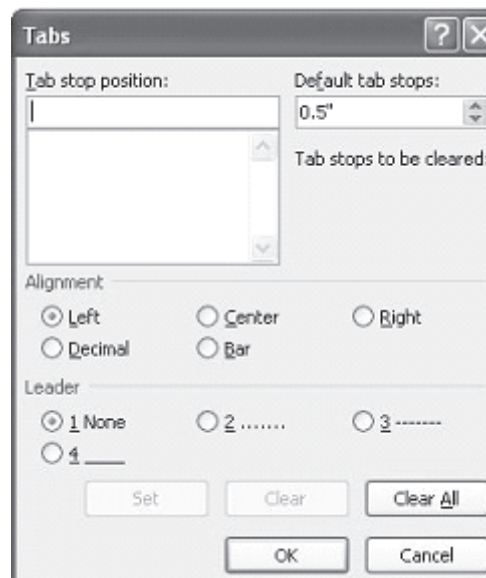 Tabs
Tab stop position: Default tab stops:
0.5"
Tab stops to be cleared:
Alignment
Left Center Right
Decimal Bar
Leader
1 None 2 ....... 3 -------
4 ____
Set Clear Clear All
OK Cancel